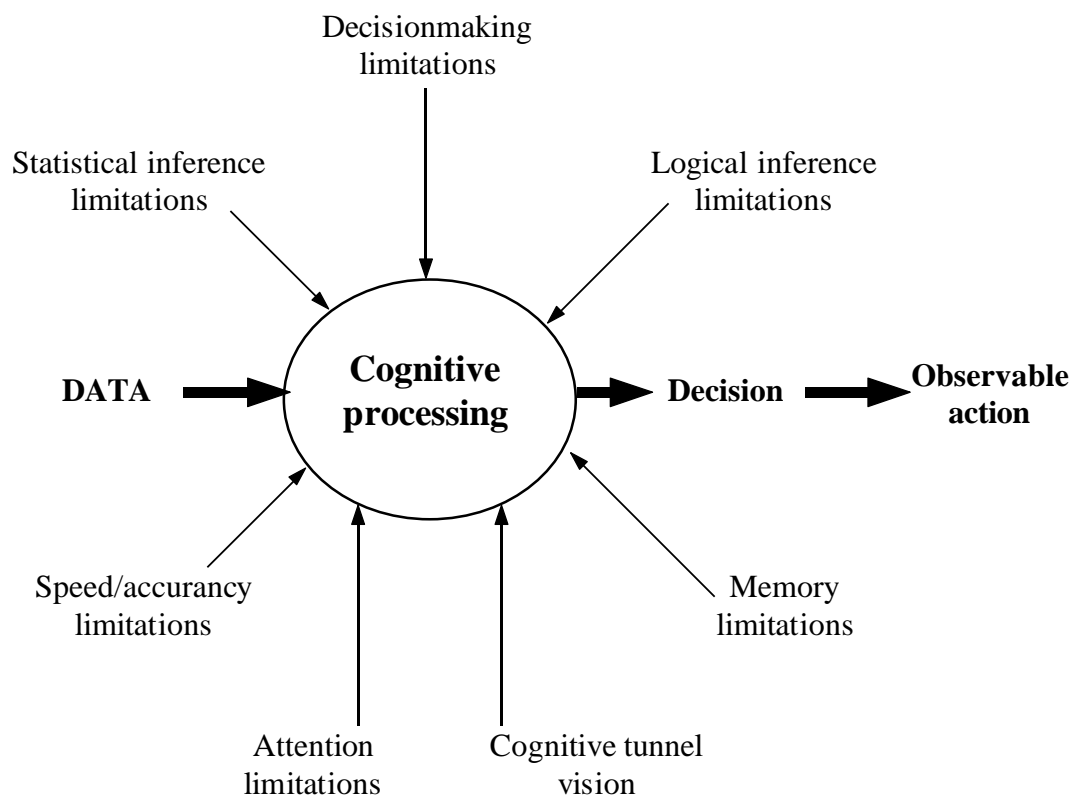 Decisionmaking
limitations
Statistical inference
limitations
Logical inference
limitations
Cognitive
processing
DATA
Decision
Observable
action
Speed/accurancy
limitations
Memory
limitations
Attention
limitations
Cognitive tunnel
vision